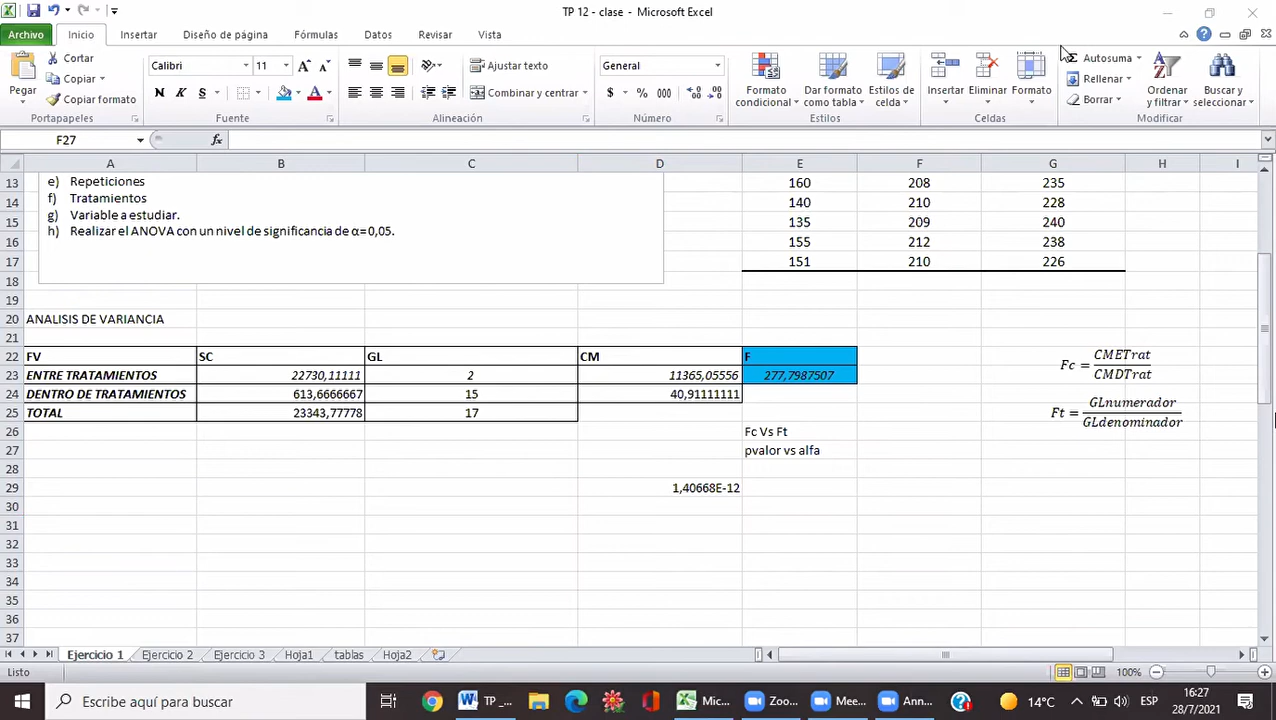 TP 12 - clase - Microsoft Excel
Archivo Inicio Insertar Diseño de página Fórmulas Datos Revisar Vista
Pegar
Cortar
Copiar
Copiar formato
Portapapeles
Calibri 11
N K S
Fuente
Ajustar texto
Combinar y centrar
Alineación
General
$ % 000
Número
Formato condicional
Dar formato como tabla
Estilos de celda
Estilos
Insertar Eliminar Formato
Celdas
Autosuma
Rellenar
Borrar
Ordenar y filtrar
Buscar y seleccionar
Modificar
F27 fx
A B C D E F G H I
13 e) Repeticiones 160 208 235
14 f) Tratamientos 140 210 228
15 g) Variable a estudiar. 135 209 240
16 h) Realizar el ANOVA con un nivel de significancia de α=0,05. 155 212 238
17 151 210 226
18
19
20 ANALISIS DE VARIANCIA
21
22 FV SC GL CM F
23 ENTRE TRATAMIENTOS 22730,11111 2 11365,05556 277,7987507
24 DENTRO DE TRATAMIENTOS 613,6666667 15 40,91111111
25 TOTAL 23343,77778 17
Fc = CMETrat / CMDTrat
Ft = GLnumerador / GLdenominador
26 Fc Vs Ft
27 pvalor vs alfa
28
29 1,40668E-12
30
31
32
33
34
35
36
37
Ejercicio 1 Ejercicio 2 Ejercicio 3 Hoja1 tablas Hoja2
Listo 100%
Escribe aquí para buscar TP _... Mic... Zoo... Mee... Ann... 14°C ESP 16:27
28/7/2021